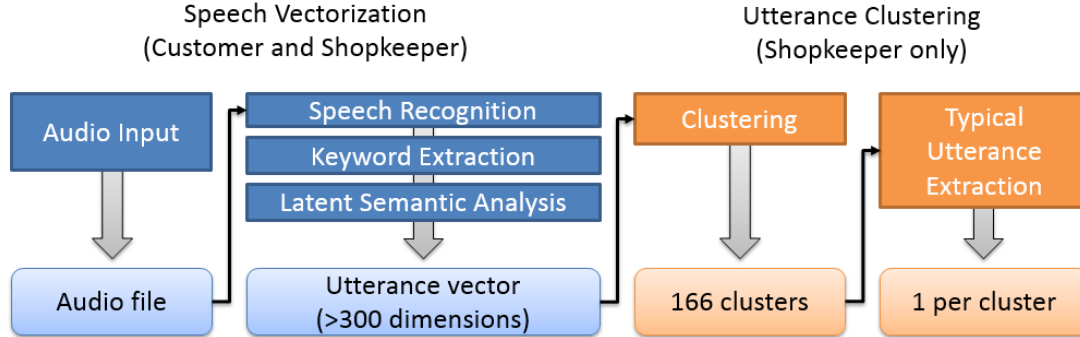 Speech Vectorization
(Customer and Shopkeeper)
Utterance Clustering
(Shopkeeper only)
Audio Input
Speech Recognition
Keyword Extraction
Latent Semantic Analysis
Clustering
Typical
Utterance
Extraction
Audio file
Utterance vector
(>300 dimensions)
166 clusters
1 per cluster